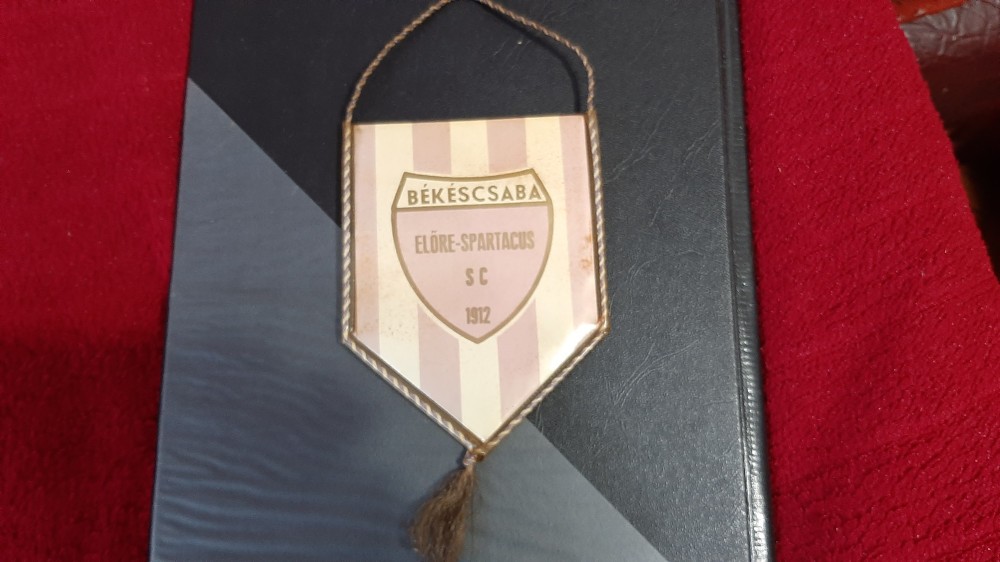 BÉKÉSCSABA
ELŐRE-SPARTACUS
S C
1912